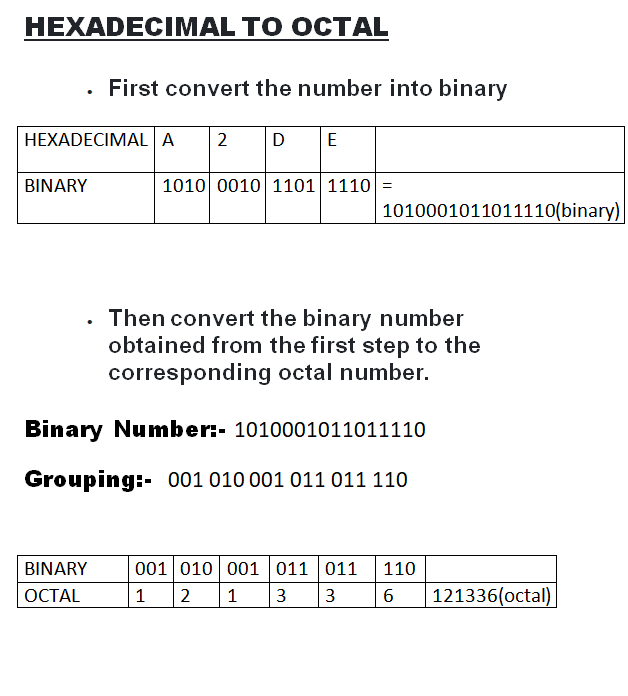 HEXADECIMAL TO OCTAL
• First convert the number into binary
HEXADECIMAL A 2 D E
BINARY 1010 0010 1101 1110 =
1010001011011110(binary)
• Then convert the binary number
obtained from the first step to the
corresponding octal number.
Binary Number:- 1010001011011110
Grouping:- 001 010 001 011 011 110
BINARY 001 010 001 011 011 110
OCTAL 1 2 1 3 3 6 121336(octal)